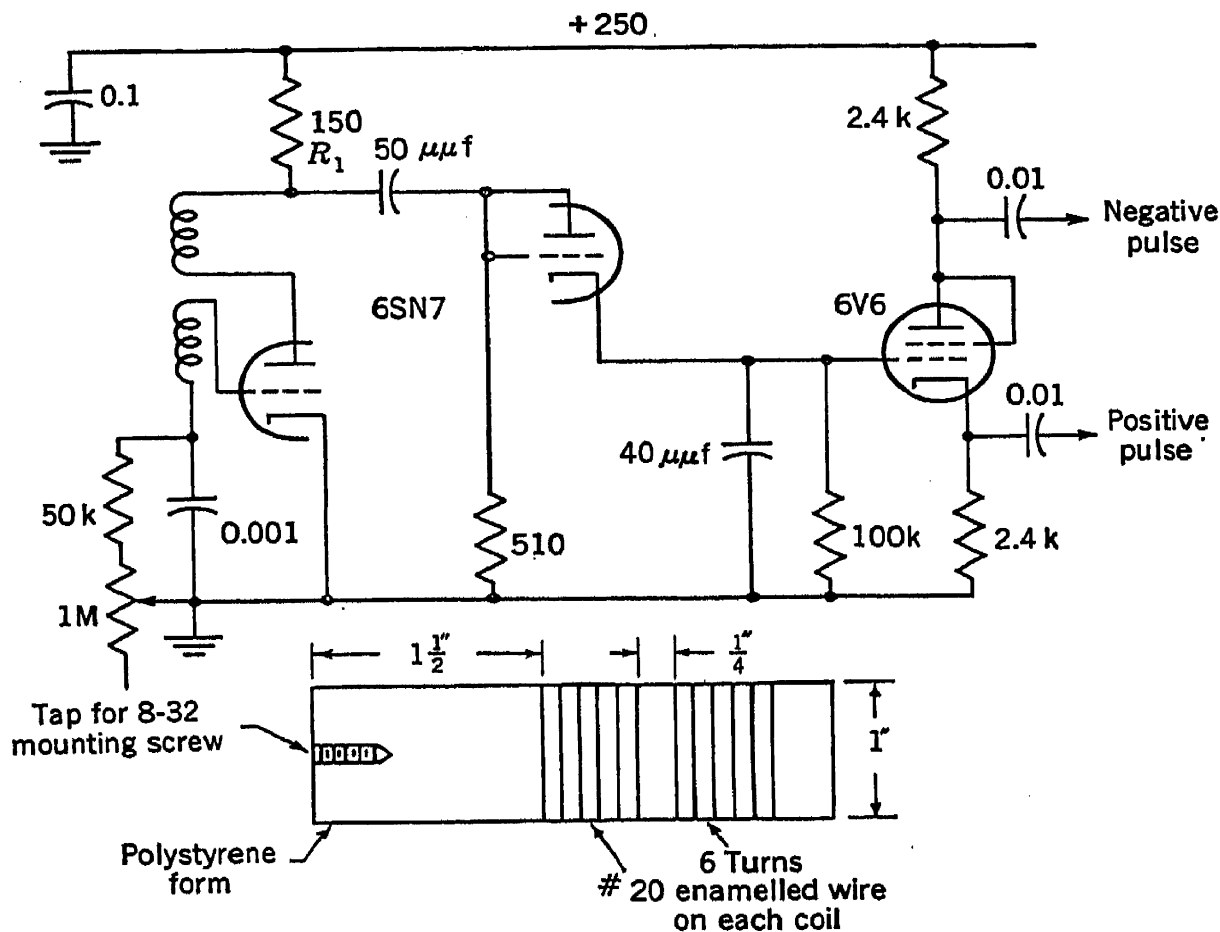 +250
0.1
150
R₁
50 μμf
2.4 k
0.01
Negative
pulse
6SN7
6V6
0.01
Positive
pulse
40 μμf
50 k
0.001
510
100k
2.4 k
1M
1 1/2"
1/4"
Tap for 8-32
mounting screw
1"
Polystyrene
form
6 Turns
# 20 enamelled wire
on each coil